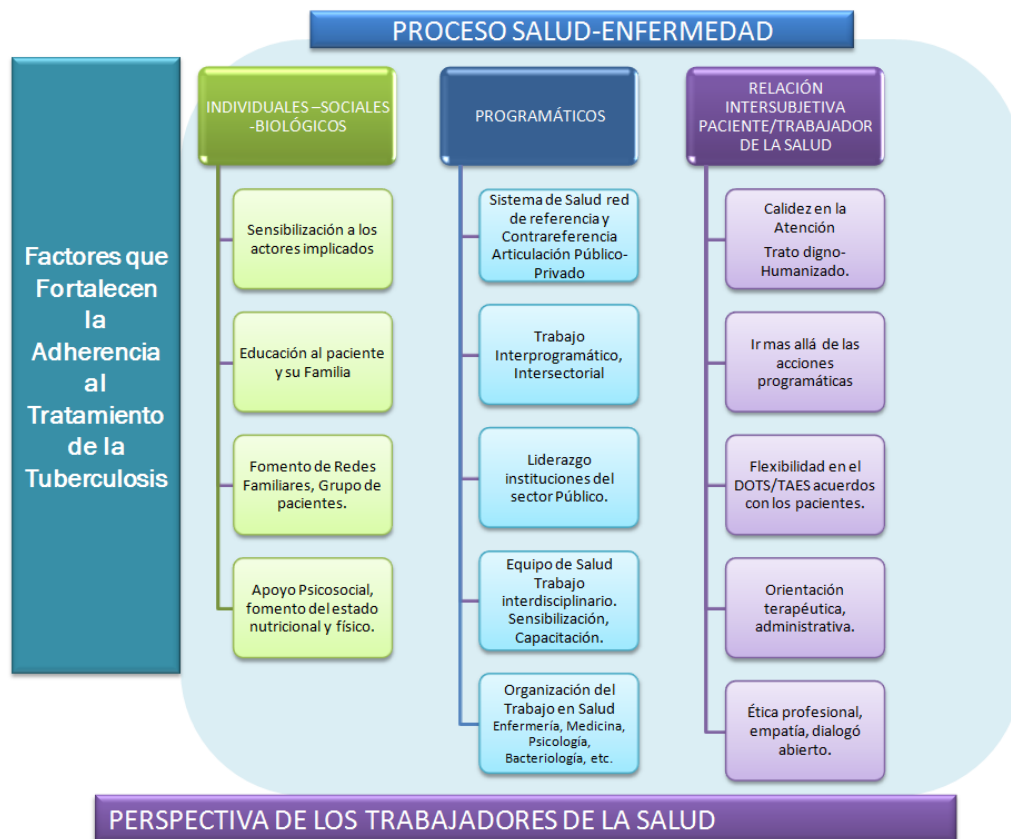 PROCESO SALUD-ENFERMEDAD
Factores que
Fortalecen
la
Adherencia
al
Tratamiento
de la
Tuberculosis
INDIVIDUALES –SOCIALES
-BIOLÓGICOS
Sensibilización a los
actores implicados
Educación al paciente
y su Familia
Fomento de Redes
Familiares, Grupo de
pacientes.
Apoyo Psicosocial,
fomento del estado
nutricional y físico.
PROGRAMÁTICOS
Sistema de Salud red
de referencia y
Contrareferencia
Articulación Público-
Privado
Trabajo
Interprogramático,
Intersectorial
Liderazgo
instituciones del
sector Público.
Equipo de Salud
Trabajo
interdisciplinario.
Sensibilización,
Capacitación.
Organización del
Trabajo en Salud
Enfermería, Medicina,
Psicología,
Bacteriología, etc.
RELACIÓN
INTERSUBJETIVA
PACIENTE/TRABAJADOR
DE LA SALUD
Calidez en la
Atención
Trato digno-
Humanizado.
Ir mas allá de las
acciones
programáticas
Flexibilidad en el
DOTS/TAES acuerdos
con los pacientes.
Orientación
terapéutica,
administrativa.
Ética profesional,
empatía, dialogó
abierto.
PERSPECTIVA DE LOS TRABAJADORES DE LA SALUD